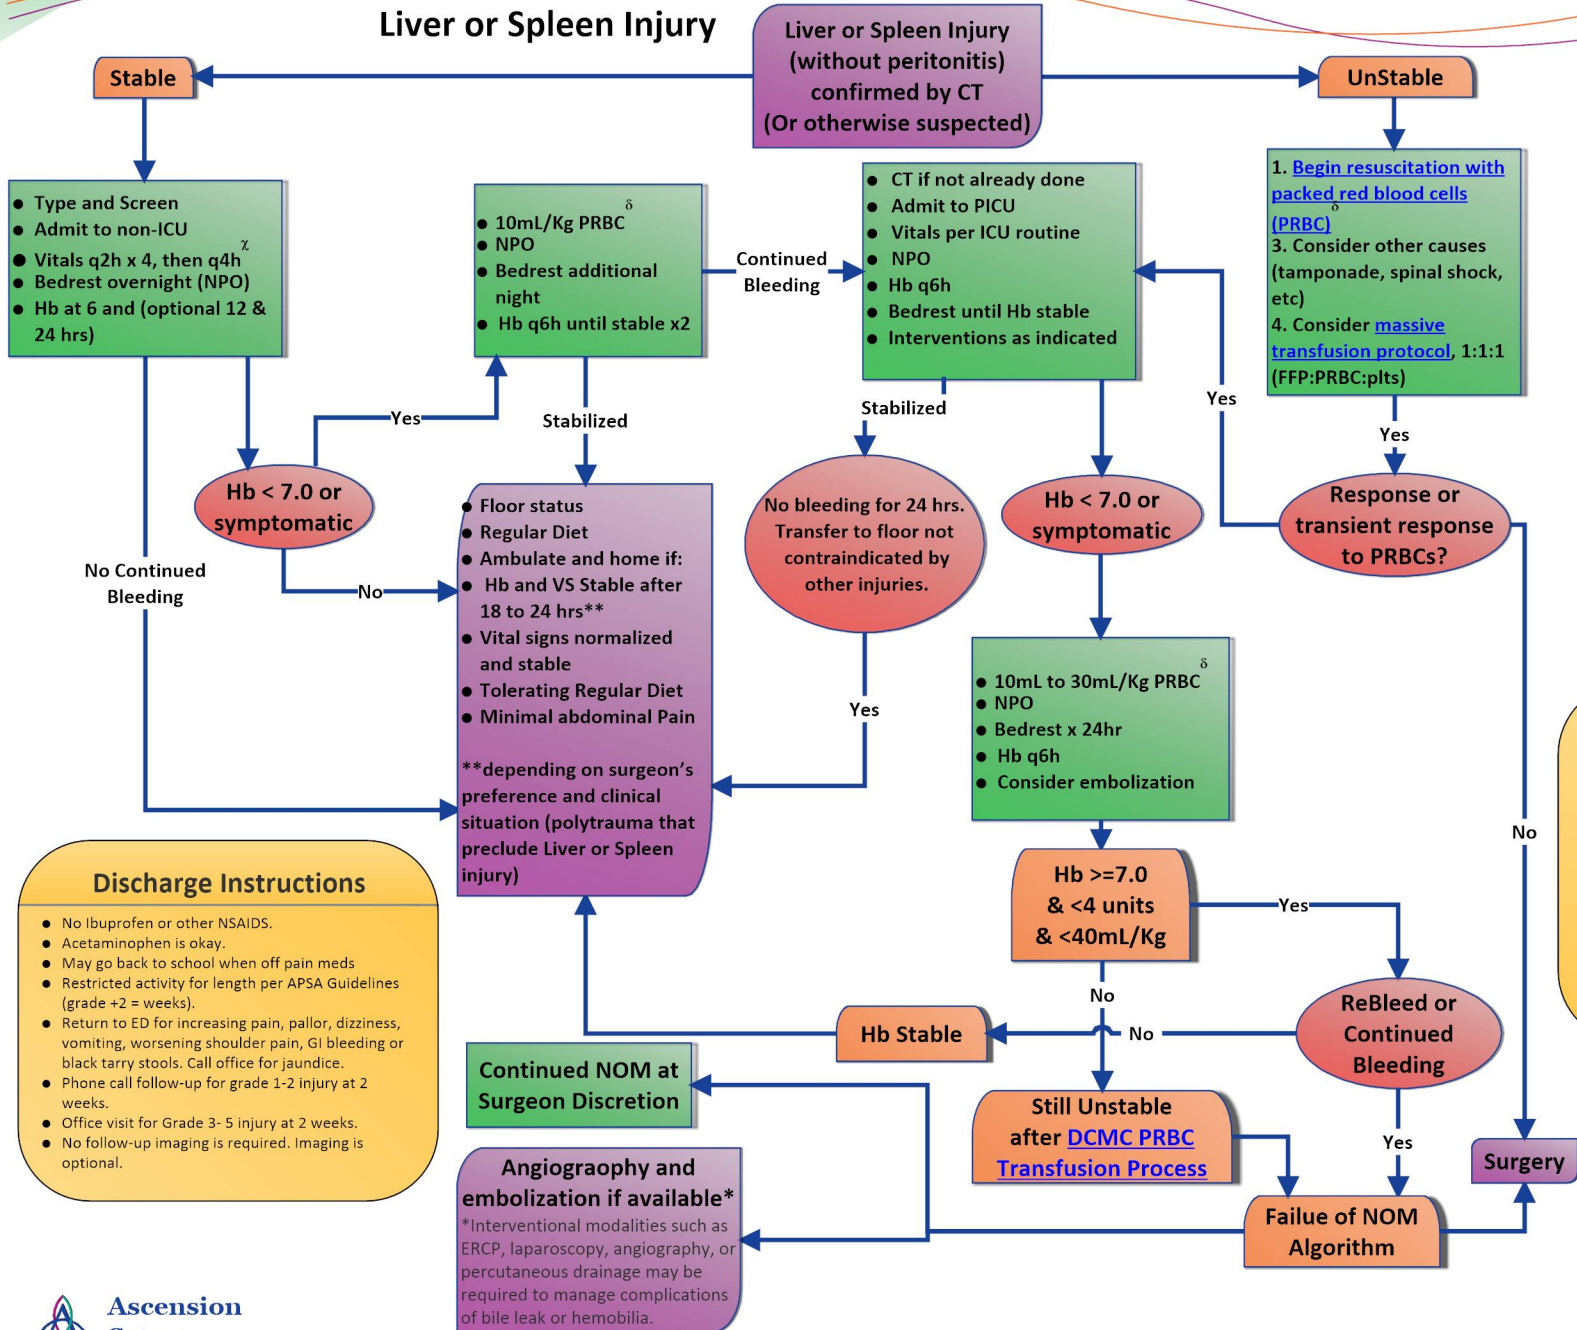 Liver or Spleen Injury
Liver or Spleen Injury
(without peritonitis)
confirmed by CT
(Or otherwise suspected)
Stable
UnStable
● Type and Screen
● Admit to non-ICU
● Vitals q2h x 4, then q4h χ
● Bedrest overnight (NPO)
● Hb at 6 and (optional 12 &
24 hrs)
● 10mL/Kg PRBC δ
● NPO
● Bedrest additional
night
● Hb q6h until stable x2
Continued
Bleeding
● CT if not already done
● Admit to PICU
● Vitals per ICU routine
● NPO
● Hb q6h
● Bedrest until Hb stable
● Interventions as indicated
1. Begin resuscitation with
packed red blood cells
(PRBC) δ
3. Consider other causes
(tamponade, spinal shock,
etc)
4. Consider massive
transfusion protocol, 1:1:1
(FFP:PRBC:plts)
Yes
Stabilized
Stabilized
Yes
Yes
Hb < 7.0 or
symptomatic
No
No Continued
Bleeding
● Floor status
● Regular Diet
● Ambulate and home if:
● Hb and VS Stable after
18 to 24 hrs**
● Vital signs normalized
and stable
● Tolerating Regular Diet
● Minimal abdominal Pain
**depending on surgeon's
preference and clinical
situation (polytrauma that
preclude Liver or Spleen
injury)
No bleeding for 24 hrs.
Transfer to floor not
contraindicated by
other injuries.
Yes
Hb < 7.0 or
symptomatic
Response or
transient response
to PRBCs?
No
● 10mL to 30mL/Kg PRBC δ
● NPO
● Bedrest x 24hr
● Hb q6h
● Consider embolization
Hb >=7.0
& <4 units
& <40mL/Kg
Yes
No
ReBleed or
Continued
Bleeding
No
Hb Stable
Yes
Still Unstable
after DCMC PRBC
Transfusion Process
Surgery
Failue of NOM
Algorithm
Continued NOM at
Surgeon Discretion
Angiograophy and
embolization if available*
*Interventional modalities such as
ERCP, laparoscopy, angiography, or
percutaneous drainage may be
required to manage complications
of bile leak or hemobilia.
Discharge Instructions
● No Ibuprofen or other NSAIDS.
● Acetaminophen is okay.
● May go back to school when off pain meds
● Restricted activity for length per APSA Guidelines
(grade +2 = weeks).
● Return to ED for increasing pain, pallor, dizziness,
vomiting, worsening shoulder pain, GI bleeding or
black tarry stools. Call office for jaundice.
● Phone call follow-up for grade 1-2 injury at 2
weeks.
● Office visit for Grade 3- 5 injury at 2 weeks.
● No follow-up imaging is required. Imaging is
optional.
Ascension